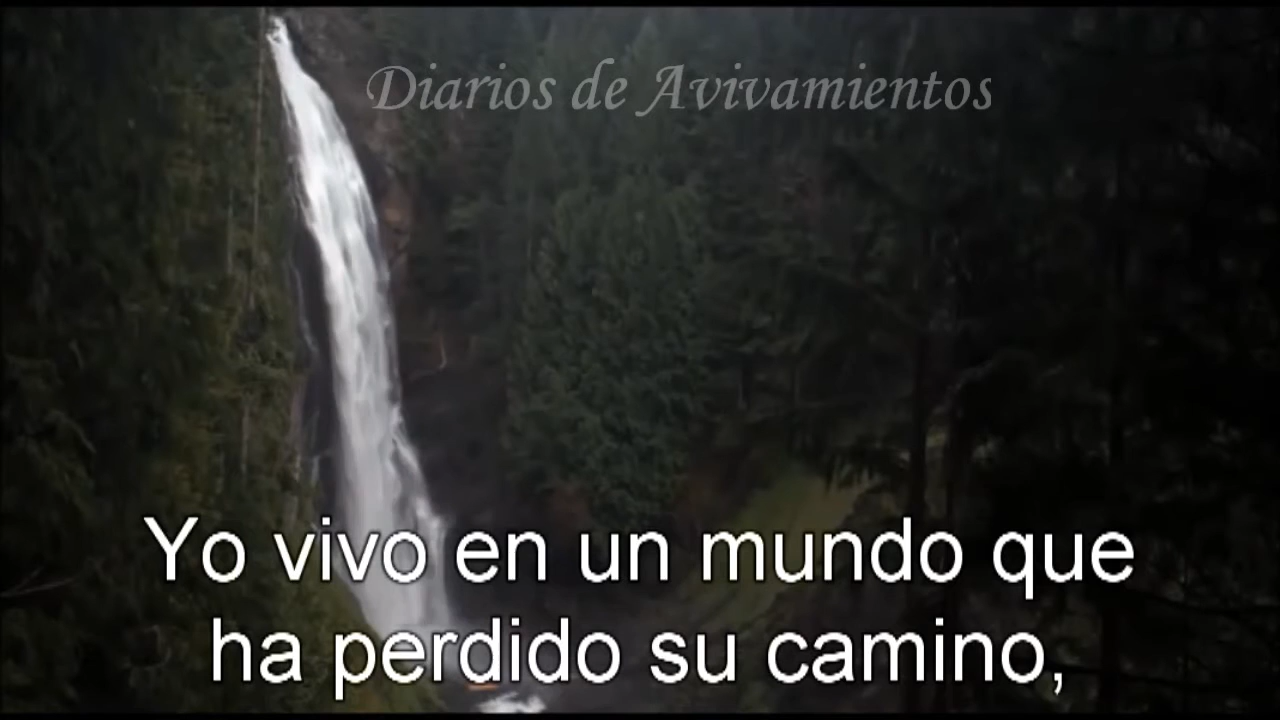 Diarios de Avivamientos
Yo vivo en un mundo que
ha perdido su camino,